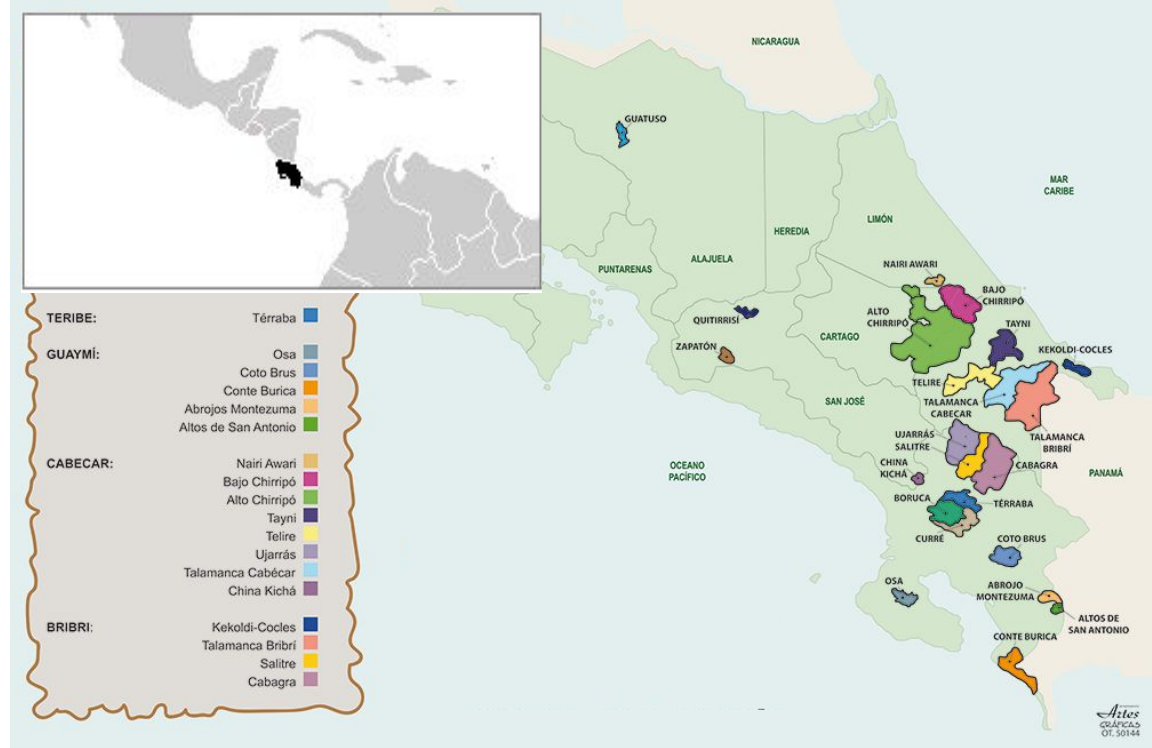 NICARAGUA
GUATUSO
MAR
CARIBE
LIMÓN
HEREDIA
ALAJUELA
PUNTARENAS
NAIRI AWARI
BAJO
CHIRRIPÓ
ALTO
CHIRRIPÓ
QUITIRRISÍ
TAYNI
CARTAGO
ZAPATÓN
KEKOLDI-COCLES
TELIRE
SAN JOSÉ
TALAMANCA
CABECAR
UJARRÁS
SALITRE
TALAMANCA
BRIBRÍ
OCEANO
PACÍFICO
CHINA
KICHÁ
CABAGRA
PANAMÁ
BORUCA
TÉRRABA
CURRÉ
COTO BRUS
OSA
ABROJO
MONTEZUMA
ALTOS DE
SAN ANTONIO
CONTE BURICA
TERIBE: Térraba
GUAYMÍ: Osa
Coto Brus
Conte Burica
Abrojos Montezuma
Altos de San Antonio
CABECAR: Nairi Awari
Bajo Chirripó
Alto Chirripó
Tayni
Telire
Ujarrás
Talamanca Cabécar
China Kichá
BRIBRI: Kekoldi-Cocles
Talamanca Bribrí
Salitre
Cabagra
Artes
GRÁFICAS
OT. 50144